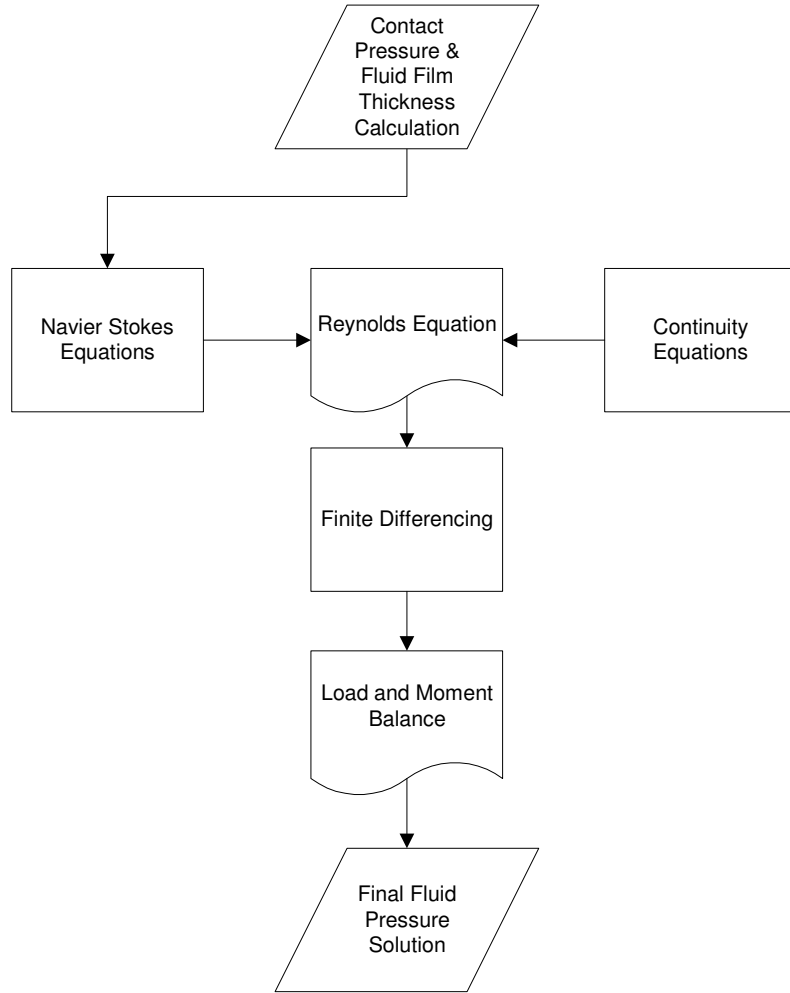 Contact
Pressure &
Fluid Film
Thickness
Calculation
Navier Stokes
Equations
Reynolds Equation
Continuity
Equations
Finite Differencing
Load and Moment
Balance
Final Fluid
Pressure
Solution